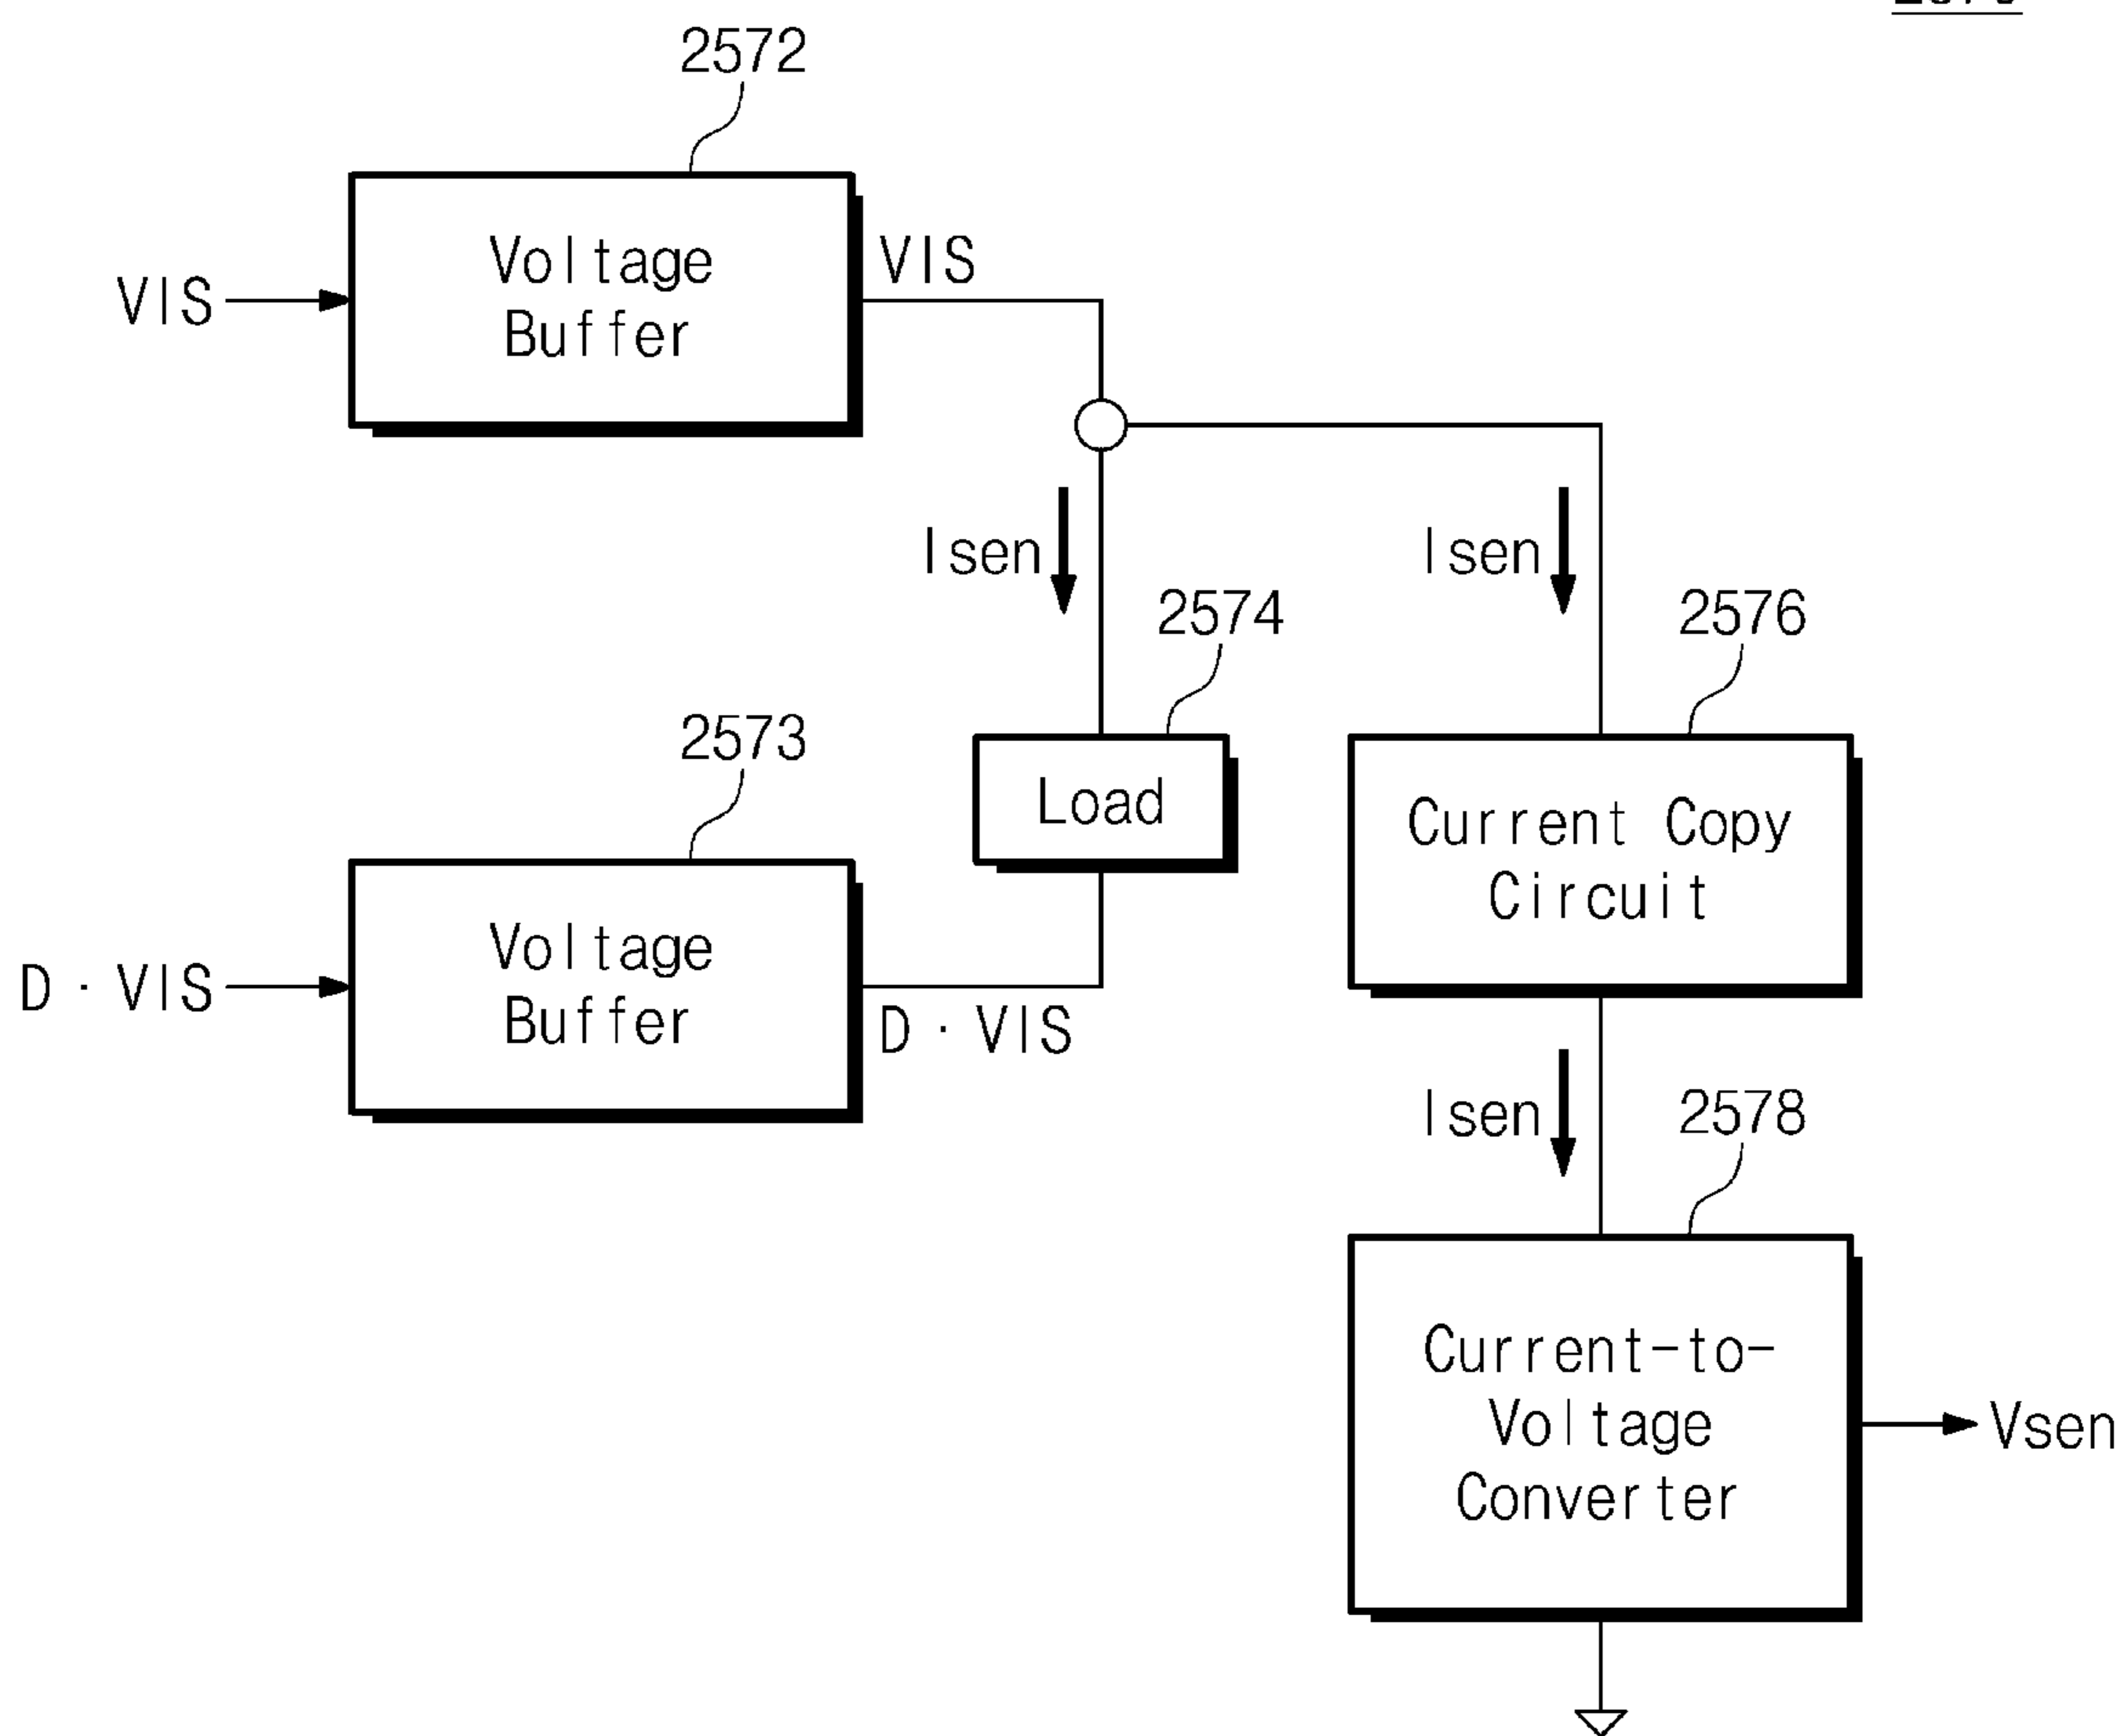 2572
Voltage
Buffer
VIS
VIS
Isen
Isen
2574
2576
2573
Load
Current Copy
Circuit
Voltage
Buffer
D · VIS
D · VIS
Isen
2578
Current-to-
Voltage
Converter
Vsen